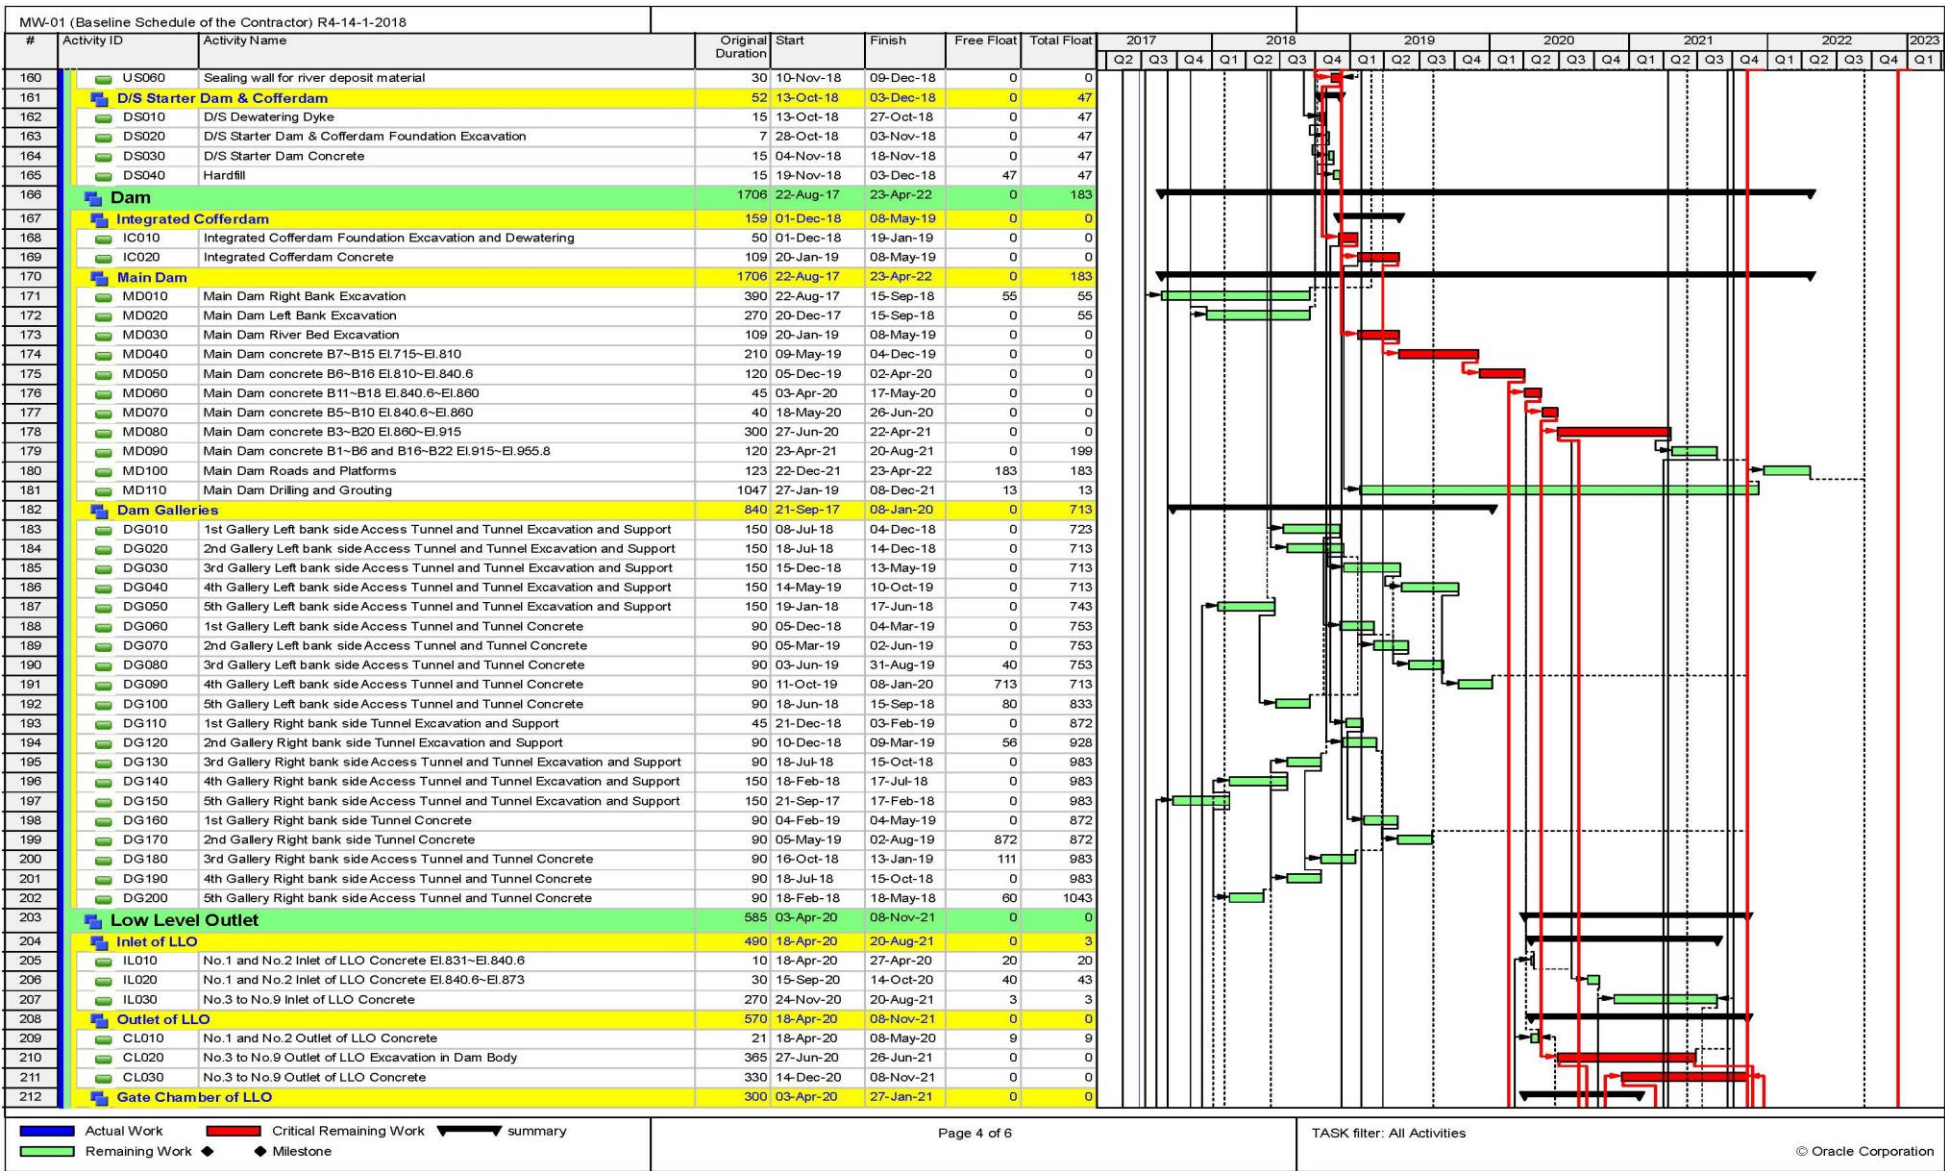 MW-01 (Baseline Schedule of the Contractor) R4-14-1-2018
# Activity ID Activity Name Original Duration Start Finish Free Float Total Float 2017 2018 2019 2020 2021 2022 2023
Q2 Q3 Q4 Q1 Q2 Q3 Q4 Q1 Q2 Q3 Q4 Q1 Q2 Q3 Q4 Q1 Q2 Q3 Q4 Q1 Q2 Q3 Q4 Q1
160 US060 Sealing wall for river deposit material 30 10-Nov-18 09-Dec-18 0 0
161 D/S Starter Dam & Cofferdam 52 13-Oct-18 03-Dec-18 0 47
162 DS010 D/S Dewatering Dyke 15 13-Oct-18 27-Oct-18 0 47
163 DS020 D/S Starter Dam & Cofferdam Foundation Excavation 7 28-Oct-18 03-Nov-18 0 47
164 DS030 D/S Starter Dam Concrete 15 04-Nov-18 18-Nov-18 0 47
165 DS040 Hardfill 15 19-Nov-18 03-Dec-18 47 47
166 Dam 1706 22-Aug-17 23-Apr-22 0 183
167 Integrated Cofferdam 159 01-Dec-18 08-May-19 0 0
168 IC010 Integrated Cofferdam Foundation Excavation and Dewatering 50 01-Dec-18 19-Jan-19 0 0
169 IC020 Integrated Cofferdam Concrete 109 20-Jan-19 08-May-19 0 0
170 Main Dam 1706 22-Aug-17 23-Apr-22 0 183
171 MD010 Main Dam Right Bank Excavation 390 22-Aug-17 15-Sep-18 55 55
172 MD020 Main Dam Left Bank Excavation 270 20-Dec-17 15-Sep-18 0 55
173 MD030 Main Dam River Bed Excavation 109 20-Jan-19 08-May-19 0 0
174 MD040 Main Dam concrete B7~B15 El.715~El.810 210 09-May-19 04-Dec-19 0 0
175 MD050 Main Dam concrete B6~B16 El.810~El.840.6 120 05-Dec-19 02-Apr-20 0 0
176 MD060 Main Dam concrete B11~B18 El.840.6~El.860 45 03-Apr-20 17-May-20 0 0
177 MD070 Main Dam concrete B5~B10 El.840.6~El.860 40 18-May-20 26-Jun-20 0 0
178 MD080 Main Dam concrete B3~B20 El.860~El.915 300 27-Jun-20 22-Apr-21 0 0
179 MD090 Main Dam concrete B1~B6 and B16~B22 El.915~El.955.8 120 23-Apr-21 20-Aug-21 0 199
180 MD100 Main Dam Roads and Platforms 123 22-Dec-21 23-Apr-22 183 183
181 MD110 Main Dam Drilling and Grouting 1047 27-Jan-19 08-Dec-21 13 13
182 Dam Galleries 840 21-Sep-17 08-Jan-20 0 713
183 DG010 1st Gallery Left bank side Access Tunnel and Tunnel Excavation and Support 150 08-Jul-18 04-Dec-18 0 723
184 DG020 2nd Gallery Left bank side Access Tunnel and Tunnel Excavation and Support 150 18-Jul-18 14-Dec-18 0 713
185 DG030 3rd Gallery Left bank side Access Tunnel and Tunnel Excavation and Support 150 15-Dec-18 13-May-19 0 713
186 DG040 4th Gallery Left bank side Access Tunnel and Tunnel Excavation and Support 150 14-May-19 10-Oct-19 0 713
187 DG050 5th Gallery Left bank side Access Tunnel and Tunnel Excavation and Support 150 19-Jan-18 17-Jun-18 0 743
188 DG060 1st Gallery Left bank side Access Tunnel and Tunnel Concrete 90 05-Dec-18 04-Mar-19 0 753
189 DG070 2nd Gallery Left bank side Access Tunnel and Tunnel Concrete 90 05-Mar-19 02-Jun-19 0 753
190 DG080 3rd Gallery Left bank side Access Tunnel and Tunnel Concrete 90 03-Jun-19 31-Aug-19 40 753
191 DG090 4th Gallery Left bank side Access Tunnel and Tunnel Concrete 90 11-Oct-19 08-Jan-20 713 713
192 DG100 5th Gallery Left bank side Access Tunnel and Tunnel Concrete 90 18-Jun-18 15-Sep-18 80 833
193 DG110 1st Gallery Right bank side Tunnel Excavation and Support 45 21-Dec-18 03-Feb-19 0 872
194 DG120 2nd Gallery Right bank side Tunnel Excavation and Support 90 10-Dec-18 09-Mar-19 56 928
195 DG130 3rd Gallery Right bank side Access Tunnel and Tunnel Excavation and Support 90 18-Jul-18 15-Oct-18 0 983
196 DG140 4th Gallery Right bank side Access Tunnel and Tunnel Excavation and Support 150 18-Feb-18 17-Jul-18 0 983
197 DG150 5th Gallery Right bank side Access Tunnel and Tunnel Excavation and Support 150 21-Sep-17 17-Feb-18 0 983
198 DG160 1st Gallery Right bank side Tunnel Concrete 90 04-Feb-19 04-May-19 0 872
199 DG170 2nd Gallery Right bank side Tunnel Concrete 90 05-May-19 02-Aug-19 872 872
200 DG180 3rd Gallery Right bank side Access Tunnel and Tunnel Concrete 90 16-Oct-18 13-Jan-19 111 983
201 DG190 4th Gallery Right bank side Access Tunnel and Tunnel Concrete 90 18-Jul-18 15-Oct-18 0 983
202 DG200 5th Gallery Right bank side Access Tunnel and Tunnel Concrete 90 18-Feb-18 18-May-18 60 1043
203 Low Level Outlet 585 03-Apr-20 08-Nov-21 0 0
204 Inlet of LLO 490 18-Apr-20 20-Aug-21 0 3
205 IL010 No.1 and No.2 Inlet of LLO Concrete El.831~El.840.6 10 18-Apr-20 27-Apr-20 20 20
206 IL020 No.1 and No.2 Inlet of LLO Concrete El.840.6~El.873 30 15-Sep-20 14-Oct-20 40 43
207 IL030 No.3 to No.9 Inlet of LLO Concrete 270 24-Nov-20 20-Aug-21 3 3
208 Outlet of LLO 570 18-Apr-20 08-Nov-21 0 0
209 CL010 No.1 and No.2 Outlet of LLO Concrete 21 18-Apr-20 08-May-20 9 9
210 CL020 No.3 to No.9 Outlet of LLO Excavation in Dam Body 365 27-Jun-20 26-Jun-21 0 0
211 CL030 No.3 to No.9 Outlet of LLO Concrete 330 14-Dec-20 08-Nov-21 0 0
212 Gate Chamber of LLO 300 03-Apr-20 27-Jan-21 0 0
Actual Work Critical Remaining Work summary
Remaining Work Milestone
Page 4 of 6
TASK filter: All Activities
© Oracle Corporation